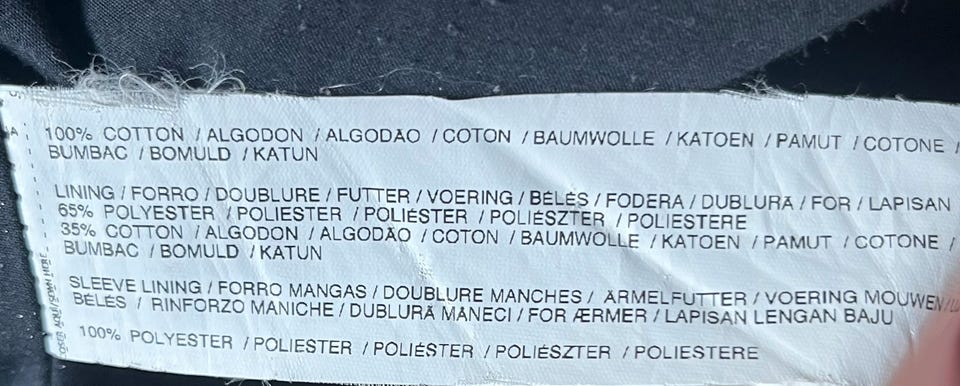 100% COTTON / ALGODON / ALGODÃO / COTON / BAUMWOLLE / KATOEN / PAMUT / COTONE /
BUMBAC / BOMULD / KATUN
LINING / FORRO / DOUBLURE / FUTTER / VOERING / BÉLÉS / FODERA / DUBLURĂ / FOR / LAPISAN
65% POLYESTER / POLIESTER / POLIÉSTER / POLIÉSZTER / POLIESTERE
35% COTTON / ALGODON / ALGODÃO / COTON / BAUMWOLLE / KATOEN / PAMUT / COTONE /
BUMBAC / BOMULD / KATUN
SLEEVE LINING / FORRO MANGAS / DOUBLURE MANCHES / ÄRMELFUTTER / VOERING MOUWEN /
BÉLÉS / RINFORZO MANICHE / DUBLURĂ MÂNECI / FOR ÆRMER / LAPISAN LENGAN BAJU
100% POLYESTER / POLIESTER / POLIÉSTER / POLIÉSZTER / POLIESTERE
SEWN HERE